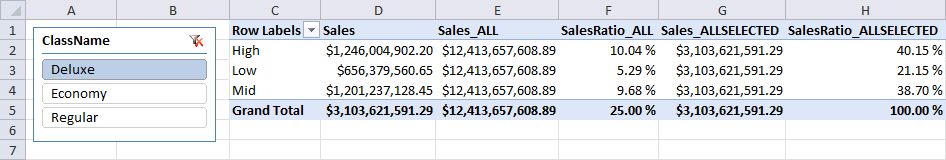 A B C D E F G H
1 Row Labels Sales Sales_ALL SalesRatio_ALL Sales_ALLSELECTED SalesRatio_ALLSELECTED
ClassName
2 High $1,246,004,902.20 $12,413,657,608.89 10.04 % $3,103,621,591.29 40.15 %
Deluxe
3 Low $656,379,560.65 $12,413,657,608.89 5.29 % $3,103,621,591.29 21.15 %
Economy
4 Mid $1,201,237,128.45 $12,413,657,608.89 9.68 % $3,103,621,591.29 38.70 %
Regular
5 Grand Total $3,103,621,591.29 $12,413,657,608.89 25.00 % $3,103,621,591.29 100.00 %
6
7